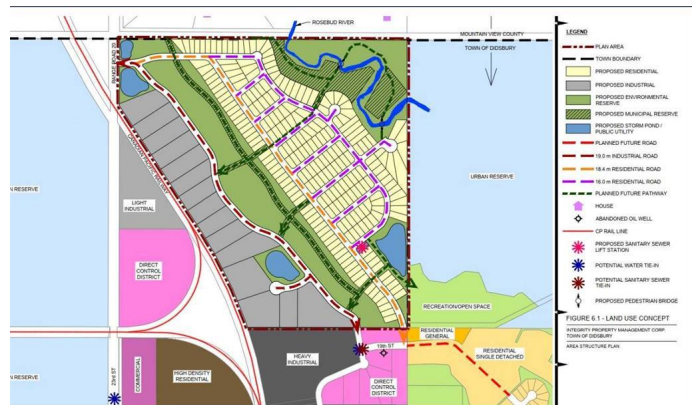 ROSEBUD RIVER
MOUNTAIN VIEW COUNTY
TOWN OF DIDSBURY
RANGE ROAD 20
CANADIAN PACIFIC RAILWAY
N RESERVE
URBAN RESERVE
LIGHT
INDUSTRIAL
DIRECT
CONTROL
DISTRICT
RECREATION/OPEN SPACE
RESIDENTIAL
GENERAL
19th ST
HEAVY
INDUSTRIAL
RESIDENTIAL
SINGLE DETACHED
HIGH DENSITY
RESIDENTIAL
COMMERCIAL
23rd ST
N RESERVE
DIRECT
CONTROL
DISTRICT
LEGEND
PLAN AREA
TOWN BOUNDARY
PROPOSED RESIDENTIAL
PROPOSED INDUSTRIAL
PROPOSED ENVIRONMENTAL
RESERVE
PROPOSED MUNICIPAL RESERVE
PROPOSED STORM POND /
PUBLIC UTILITY
PLANNED FUTURE ROAD
19.0 m INDUSTRIAL ROAD
18.4 m RESIDENTIAL ROAD
16.0 m RESIDENTIAL ROAD
PLANNED FUTURE PATHWAY
HOUSE
ABANDONED OIL WELL
CP RAIL LINE
PROPOSED SANITARY SEWER
LIFT STATION
POTENTIAL WATER TIE-IN
POTENTIAL SANITARY SEWER
TIE-IN
PROPOSED PEDESTRIAN BRIDGE
FIGURE 6.1 - LAND USE CONCEPT
INTEGRITY PROPERTY MANAGEMENT CORP.
TOWN OF DIDSBURY
AREA STRUCTURE PLAN